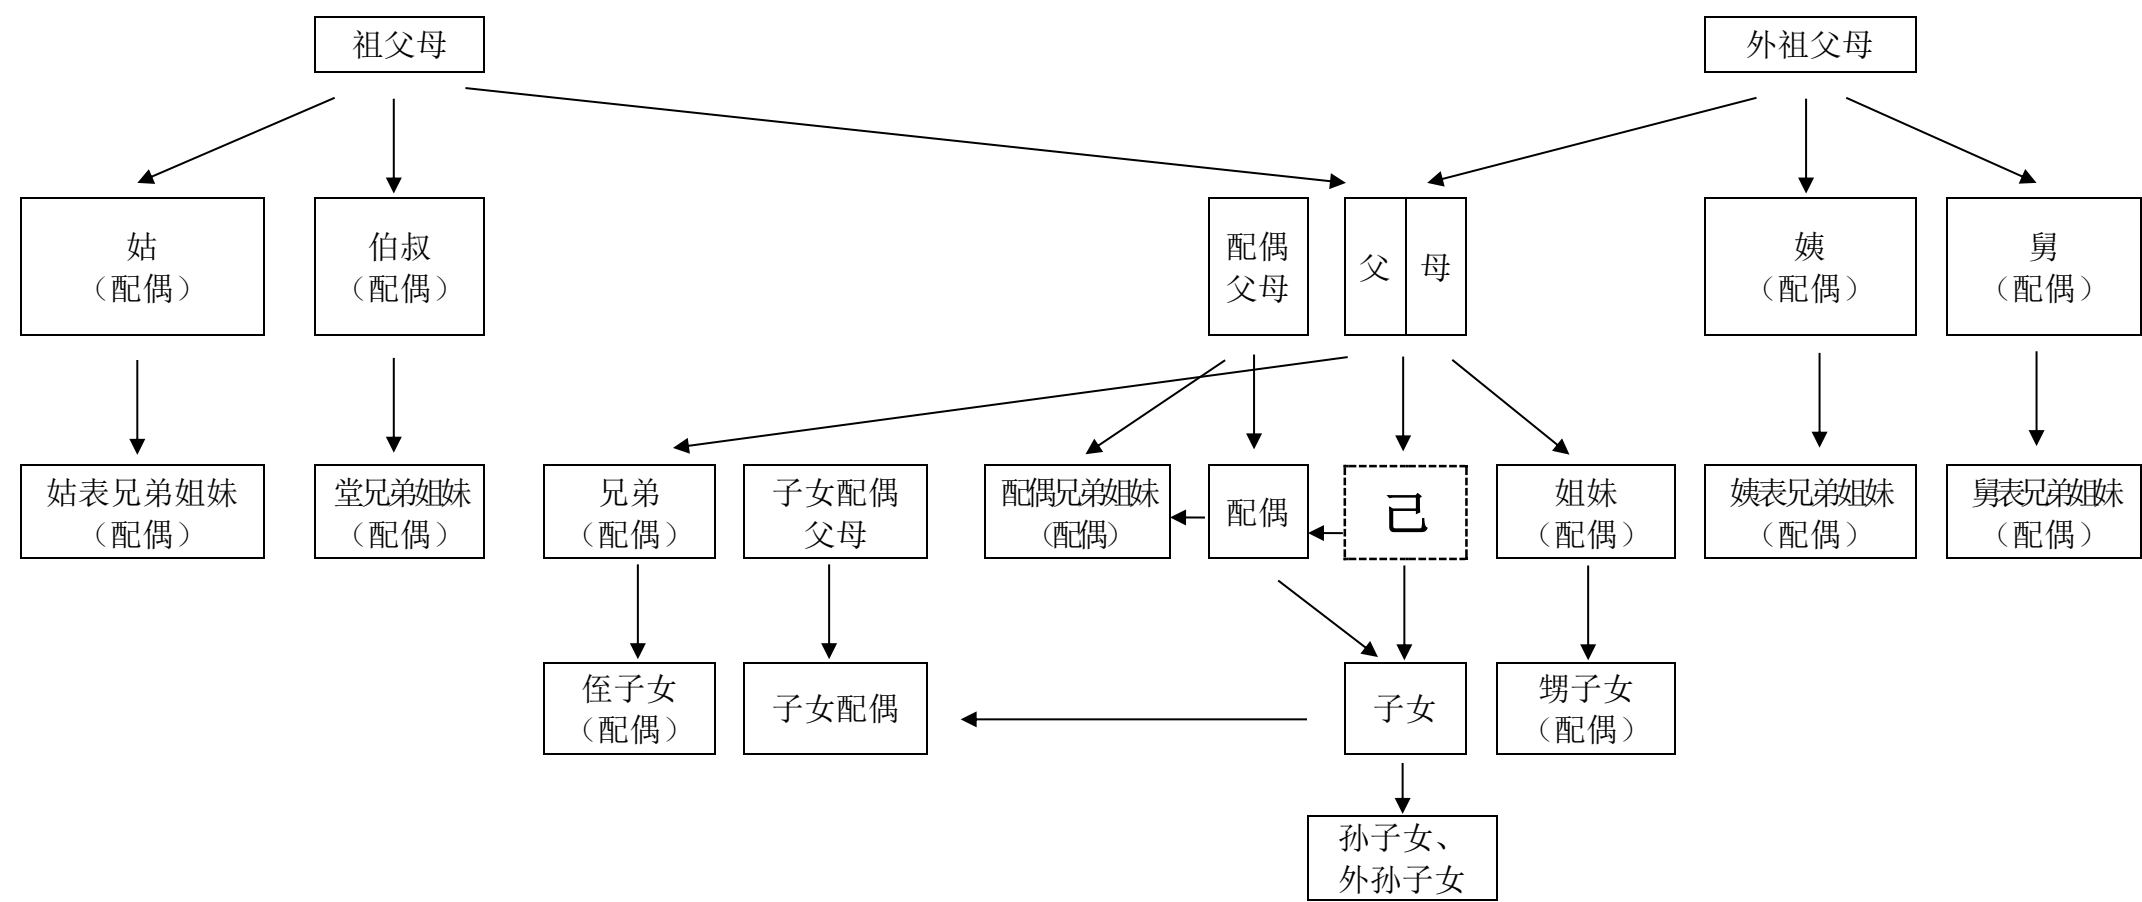 祖父母
外祖父母
姑
（配偶）
伯叔
（配偶）
配偶
父母
父
母
姨
（配偶）
舅
（配偶）
姑表兄弟姐妹
（配偶）
堂兄弟姐妹
（配偶）
兄弟
（配偶）
子女配偶
父母
配偶兄弟姐妹
（配偶）
配偶
己
姐妹
（配偶）
姨表兄弟姐妹
（配偶）
舅表兄弟姐妹
（配偶）
侄子女
（配偶）
子女配偶
子女
甥子女
（配偶）
孙子女、
外孙子女